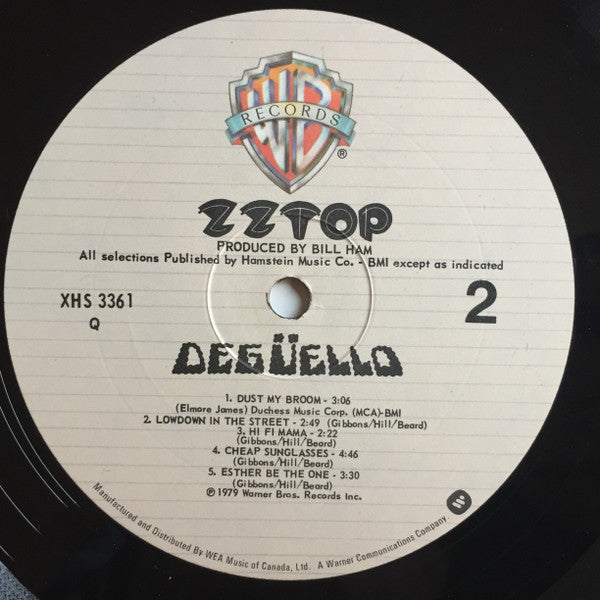 WB
RECORDS
®
ZZTOP
PRODUCED BY BILL HAM
All selections Published by Hamstein Music Co. - BMI except as indicated
XHS 3361
Q
2
DEGÜELLO
1. DUST MY BROOM - 3:06
(Elmore James) Duchess Music Corp. (MCA)-BMI
2. LOWDOWN IN THE STREET - 2:49 (Gibbons/Hill/Beard)
3. HI FI MAMA - 2:22
(Gibbons/Hill/Beard)
4. CHEAP SUNGLASSES - 4:46
(Gibbons/Hill/Beard)
5. ESTHER BE THE ONE - 3:30
(Gibbons/Hill/Beard)
℗ 1979 Warner Bros. Records Inc.
Manufactured and Distributed By WEA Music of Canada, Ltd. A Warner Communications Company